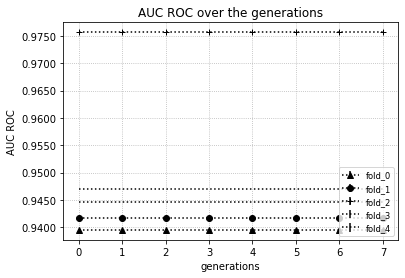 AUC ROC over the generations
AUC ROC
0.9750
0.9700
0.9650
0.9600
0.9550
0.9500
0.9450
0.9400
fold_0
fold_1
fold_2
fold_3
fold_4
0 1 2 3 4 5 6 7
generations